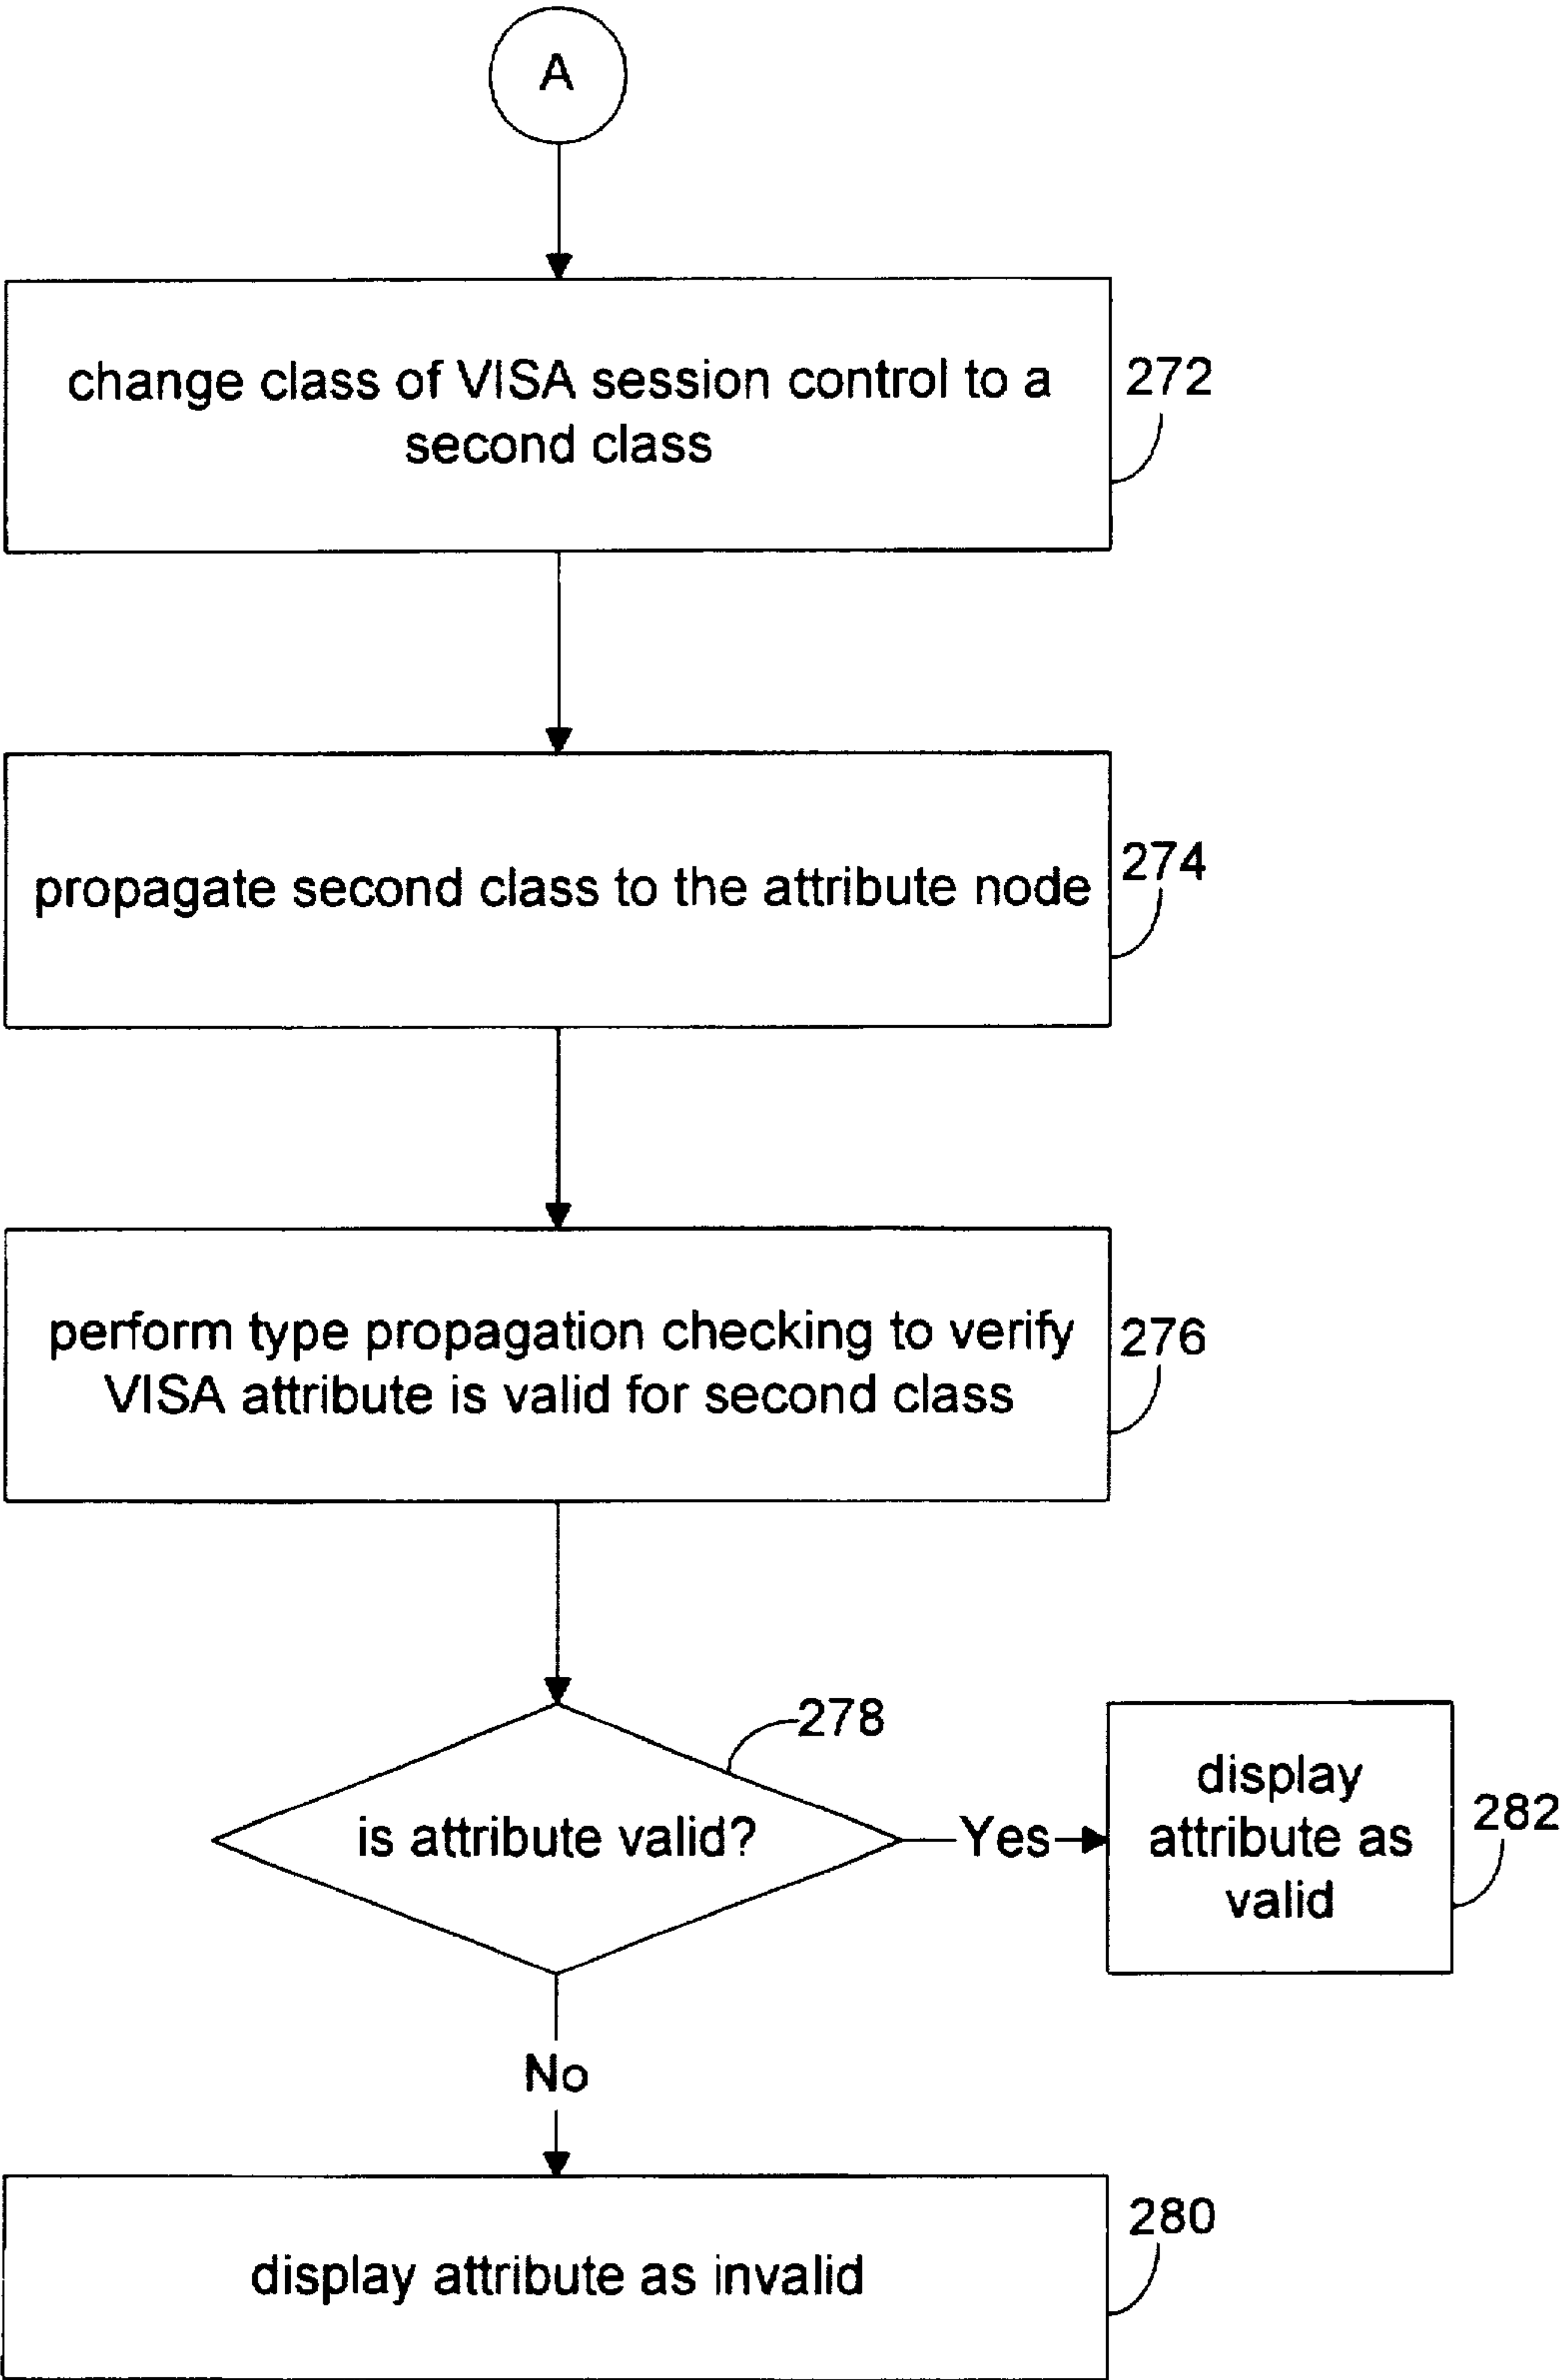 A
change class of VISA session control to a
second class
272
propagate second class to the attribute node
274
perform type propagation checking to verify
VISA attribute is valid for second class
276
278
is attribute valid?
Yes
display
attribute as
valid
282
No
display attribute as invalid
280